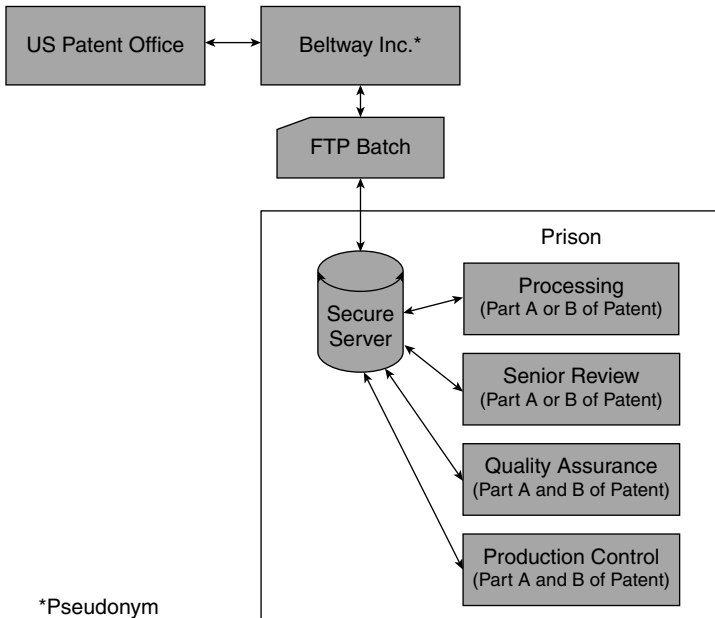 US Patent Office
Beltway Inc.*
FTP Batch
Prison
Secure
Server
Processing
(Part A or B of Patent)
Senior Review
(Part A or B of Patent)
Quality Assurance
(Part A and B of Patent)
Production Control
(Part A and B of Patent)
*Pseudonym